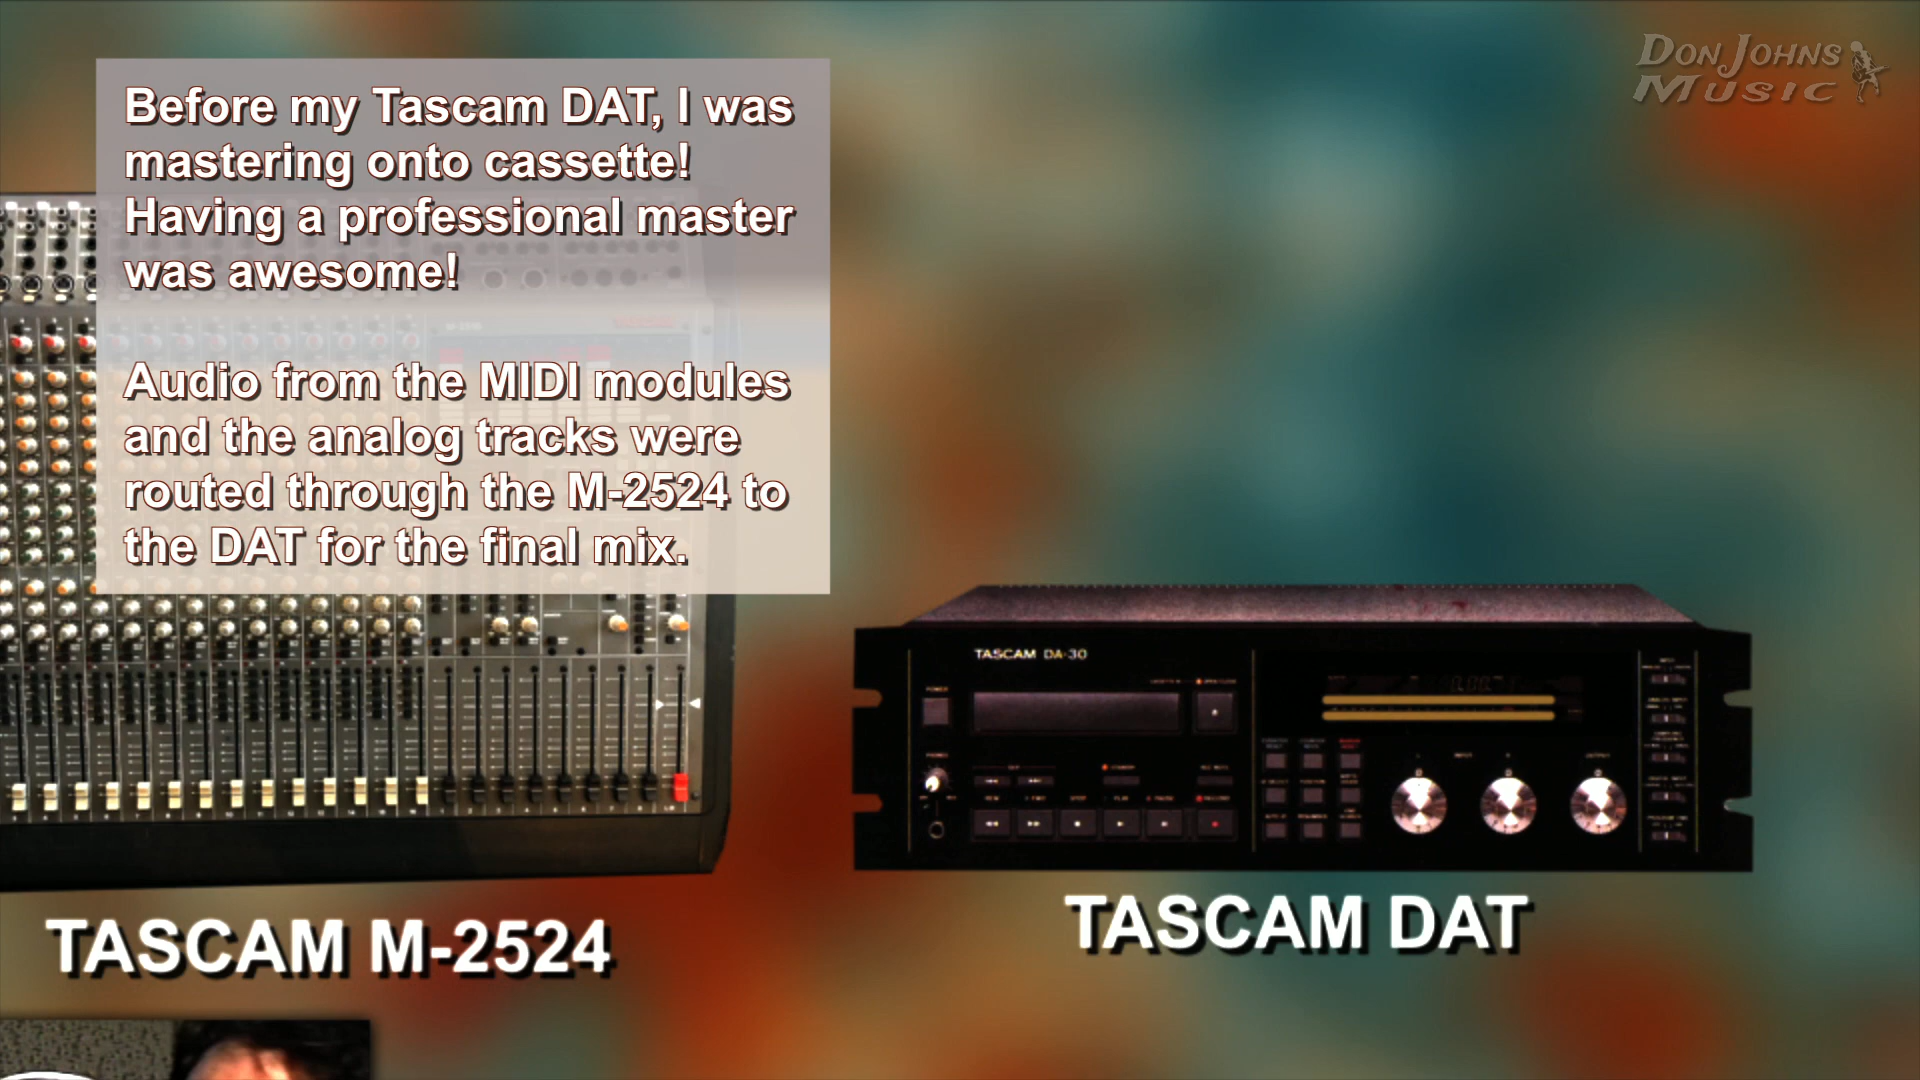 DON JOHNS
MUSIC
Before my Tascam DAT, I was
mastering onto cassette!
Having a professional master
was awesome!
Audio from the MIDI modules
and the analog tracks were
routed through the M-2524 to
the DAT for the final mix.
TASCAM DA-30
TASCAM M-2524
TASCAM DAT